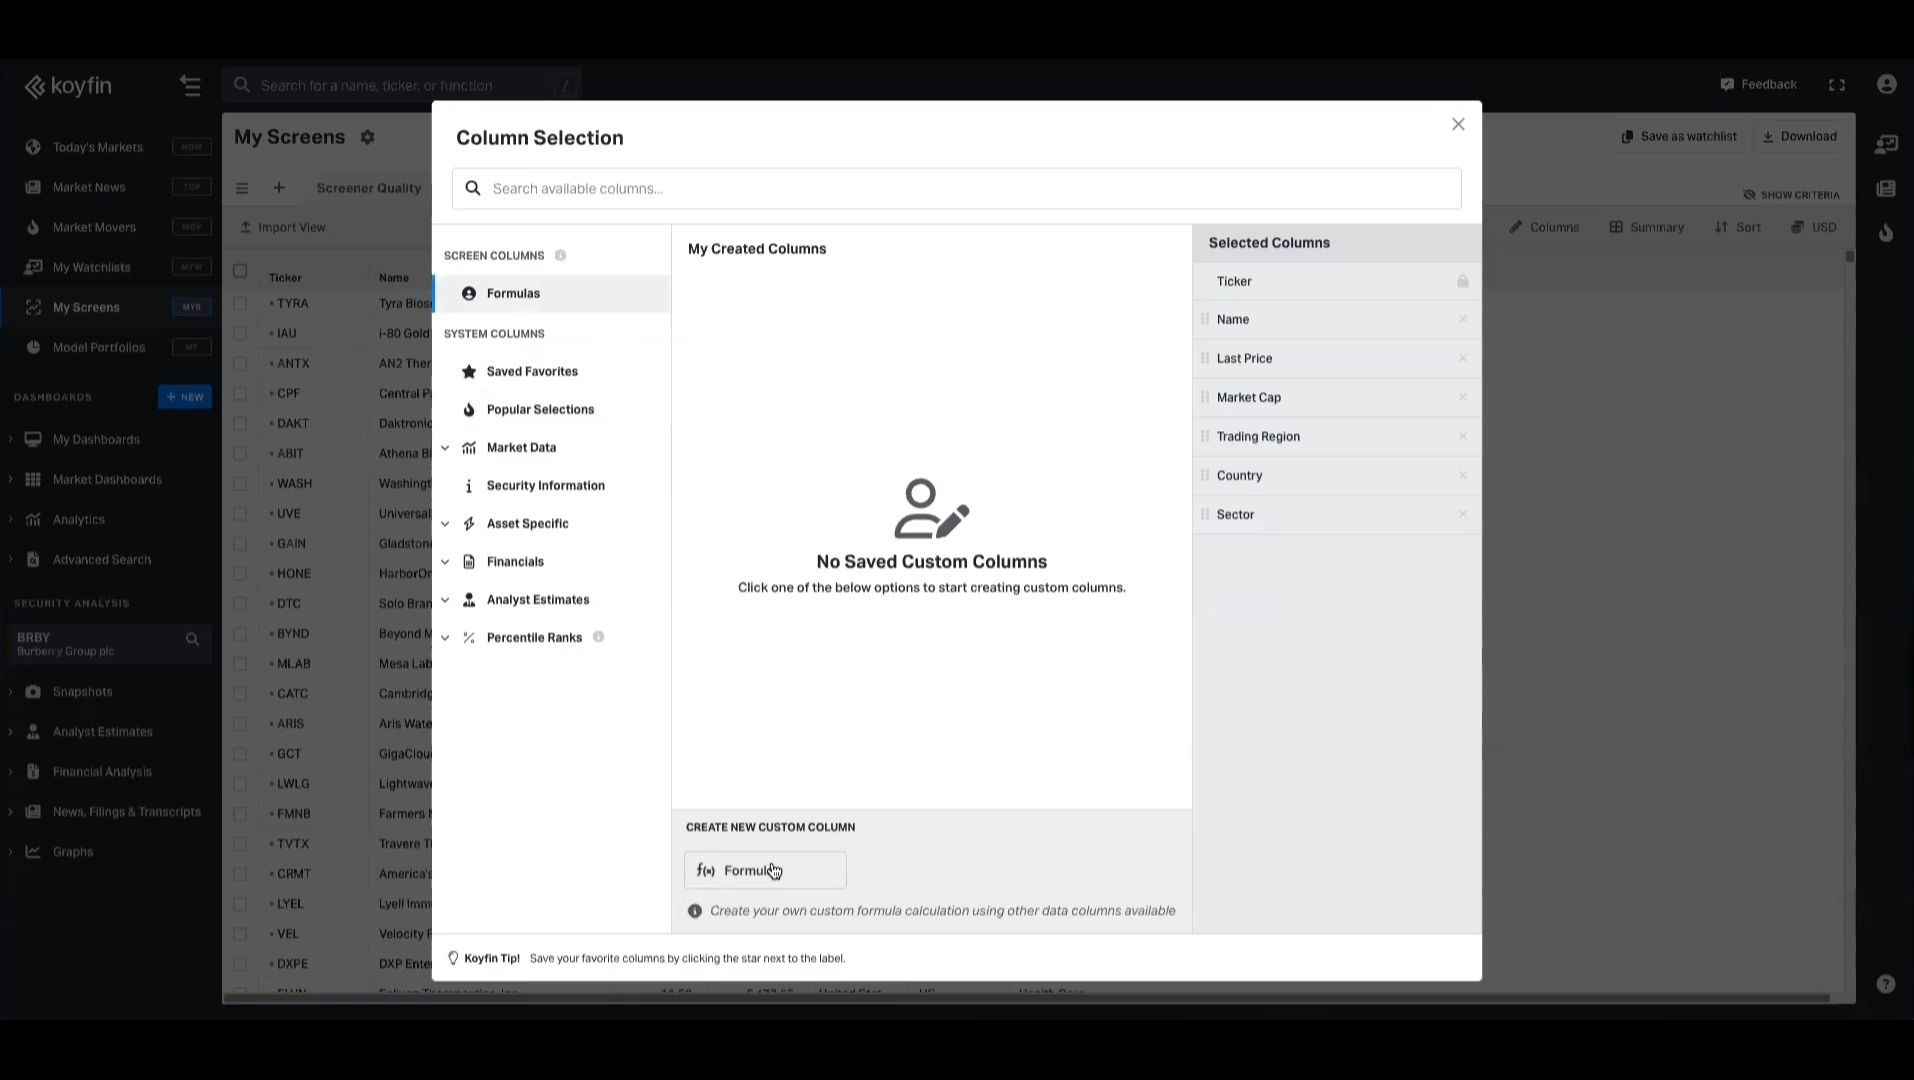 koyfin
Search for a name, ticker, or function
/
Feedback
Today's Markets
NOW
Market News
TOP
Market Movers
MOV
My Watchlists
MYW
My Screens
MYS
Model Portfolios
MP
DASHBOARDS
+ NEW
My Dashboards
Market Dashboards
Analytics
Advanced Search
SECURITY ANALYSIS
BRBY
Burberry Group plc
Snapshots
Analyst Estimates
Financial Analysis
News, Filings & Transcripts
Graphs
My Screens
Save as watchlist
Download
Screener Quality
SHOW CRITERIA
Import View
Columns
Summary
Sort
USD
Ticker Name
TYRA Tyra Bios
IAU i-80 Gold
ANTX AN2 Ther
CPF Central P
DAKT Daktronic
ABIT Athena Bi
WASH Washingt
UVE Universal
GAIN Gladston
HONE HarborOn
DTC Solo Bran
BYND Beyond M
MLAB Mesa Lab
CATC Cambridg
ARIS Aris Wate
GCT GigaClou
LWLG Lightwave
FMNB Farmers N
TVTX Travere T
CRMT America's
LYEL Lyell Imm
VEL Velocity F
DXPE DXP Enter
Column Selection
Search available columns...
SCREEN COLUMNS
Formulas
SYSTEM COLUMNS
Saved Favorites
Popular Selections
Market Data
Security Information
Asset Specific
Financials
Analyst Estimates
Percentile Ranks
My Created Columns
No Saved Custom Columns
Click one of the below options to start creating custom columns.
CREATE NEW CUSTOM COLUMN
f(x) Formula
Create your own custom formula calculation using other data columns available
Selected Columns
Ticker
Name
Last Price
Market Cap
Trading Region
Country
Sector
Koyfin Tip! Save your favorite columns by clicking the star next to the label.
?